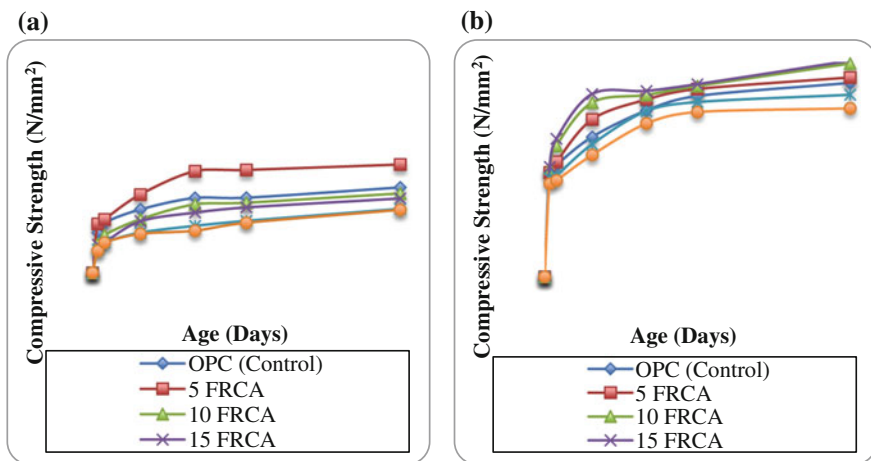 (a)
Compressive Strength (N/mm²)
Age (Days)
OPC (Control)
5 FRCA
10 FRCA
15 FRCA
(b)
Compressive Strength (N/mm²)
Age (Days)
OPC (Control)
5 FRCA
10 FRCA
15 FRCA